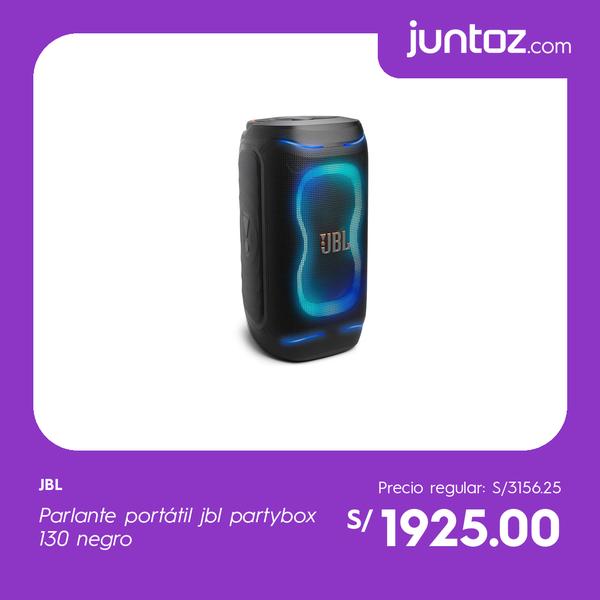 juntoz.com
JBL
JBL
Parlante portátil jbl partybox
130 negro
Precio regular: S/3156.25
S/1925.00